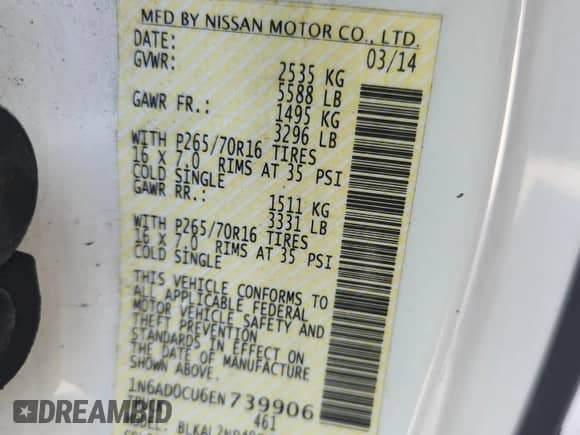 MFD BY NISSAN MOTOR CO., LTD.
DATE: 03/14
GVWR: 2535 KG
5588 LB
GAWR FR.: 1495 KG
3296 LB
WITH P265/70R16 TIRES
16 X 7.0 RIMS AT 35 PSI
COLD SINGLE
GAWR RR.: 1511 KG
3331 LB
WITH P265/70R16 TIRES
16 X 7.0 RIMS AT 35 PSI
COLD SINGLE
THIS VEHICLE CONFORMS TO
ALL APPLICABLE FEDERAL
MOTOR VEHICLE SAFETY AND
THEFT PREVENTION
STANDARDS IN EFFECT ON
THE DATE OF MANUFACTURE
SHOWN ABOVE.
1N6AD0CU6EN 739906
461
MODEL:
DREAMBID
.COM